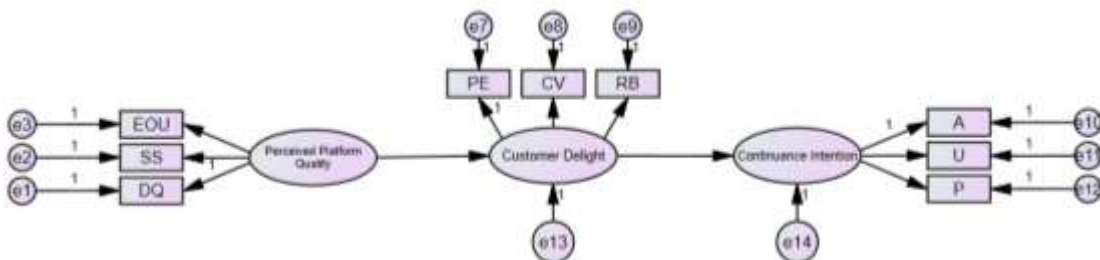 e7
e8
e9
1
1
1
PE
CV
RB
1
e3
1
EOU
e2
1
SS
e1
1
DQ
1
Perceived Platform
Quality
Customer Delight
Continuance Intention
1
A
1
e10
U
1
e11
P
1
e12
1
e13
1
e14